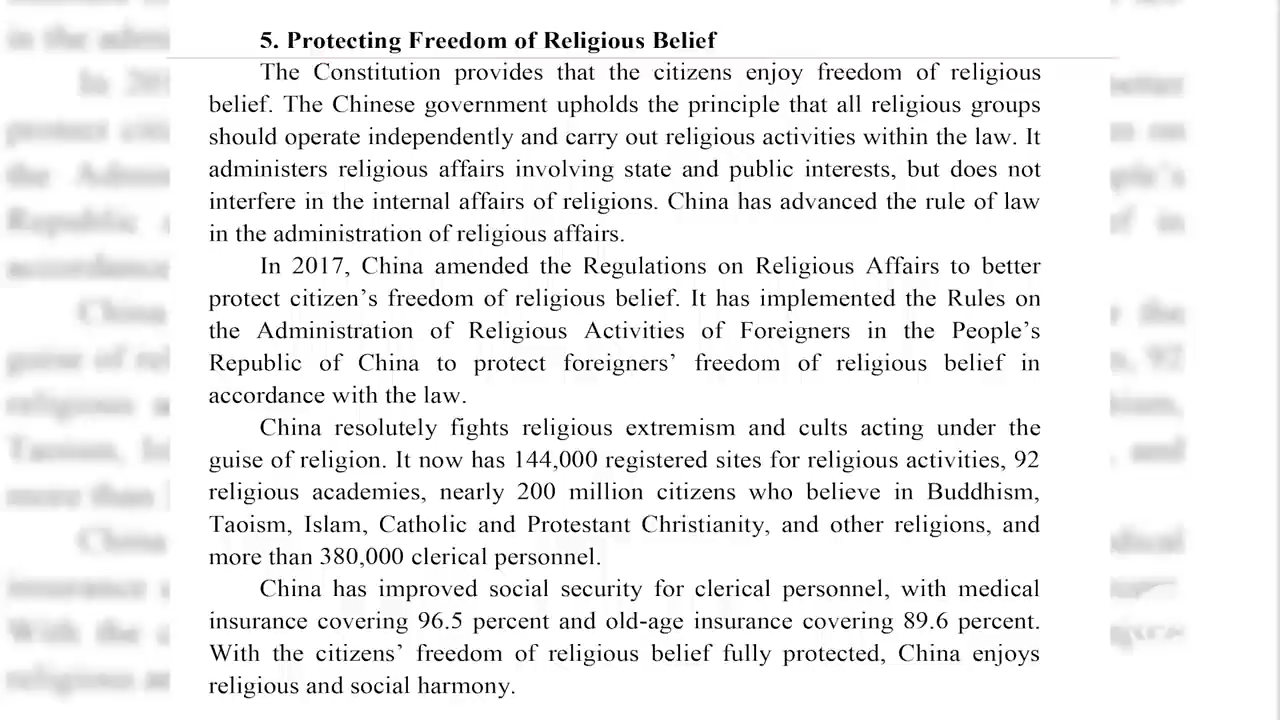 5. Protecting Freedom of Religious Belief
The Constitution provides that the citizens enjoy freedom of religious
belief. The Chinese government upholds the principle that all religious groups
should operate independently and carry out religious activities within the law. It
administers religious affairs involving state and public interests, but does not
interfere in the internal affairs of religions. China has advanced the rule of law
in the administration of religious affairs.
In 2017, China amended the Regulations on Religious Affairs to better
protect citizen’s freedom of religious belief. It has implemented the Rules on
the Administration of Religious Activities of Foreigners in the People’s
Republic of China to protect foreigners’ freedom of religious belief in
accordance with the law.
China resolutely fights religious extremism and cults acting under the
guise of religion. It now has 144,000 registered sites for religious activities, 92
religious academies, nearly 200 million citizens who believe in Buddhism,
Taoism, Islam, Catholic and Protestant Christianity, and other religions, and
more than 380,000 clerical personnel.
China has improved social security for clerical personnel, with medical
insurance covering 96.5 percent and old-age insurance covering 89.6 percent.
With the citizens’ freedom of religious belief fully protected, China enjoys
religious and social harmony.